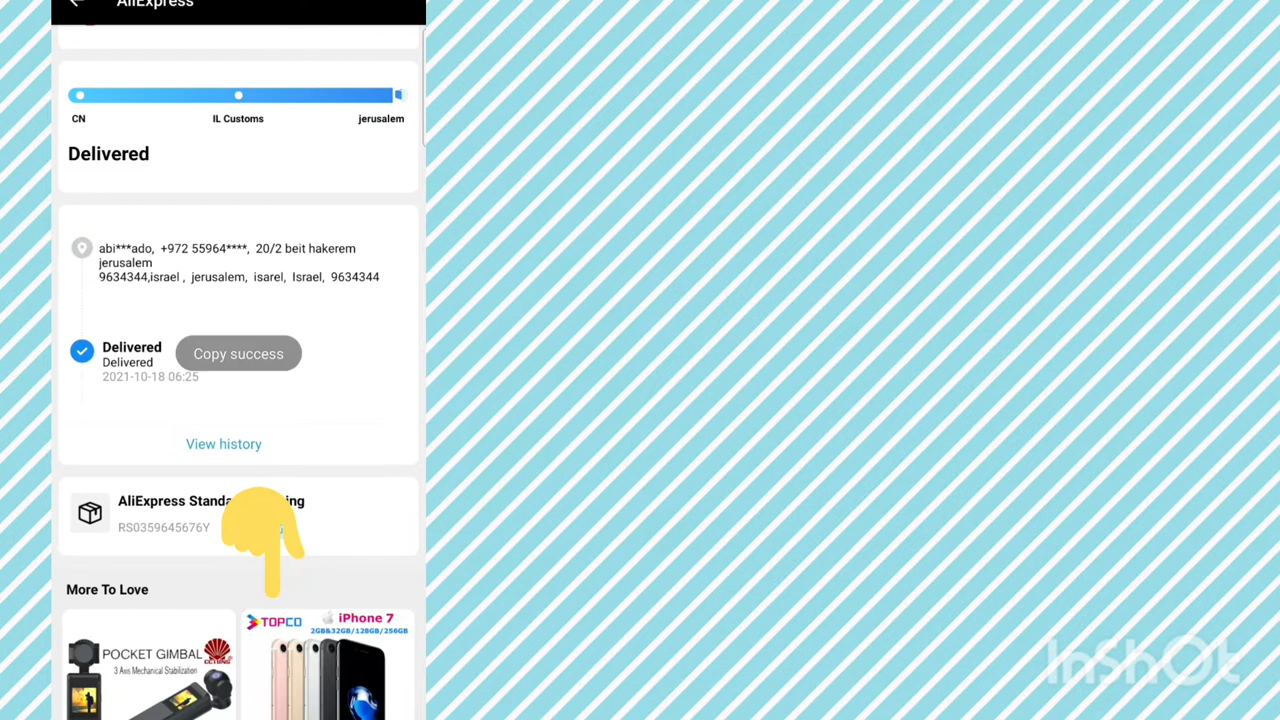 AliExpress
CN
IL Customs
jerusalem
Delivered
abi***ado, +972 55964****, 20/2 beit hakerem
jerusalem
9634344,israel , jerusalem, isarel, Israel, 9634344
Delivered
Delivered
2021-10-18 06:25
Copy success
View history
AliExpress Standa ing
RS0359645676Y
More To Love
POCKET GIMBAL
3 Axis Mechanical Stabilization
TOPCO
iPhone 7
2GB&32GB/128GB/256GB
InShOt